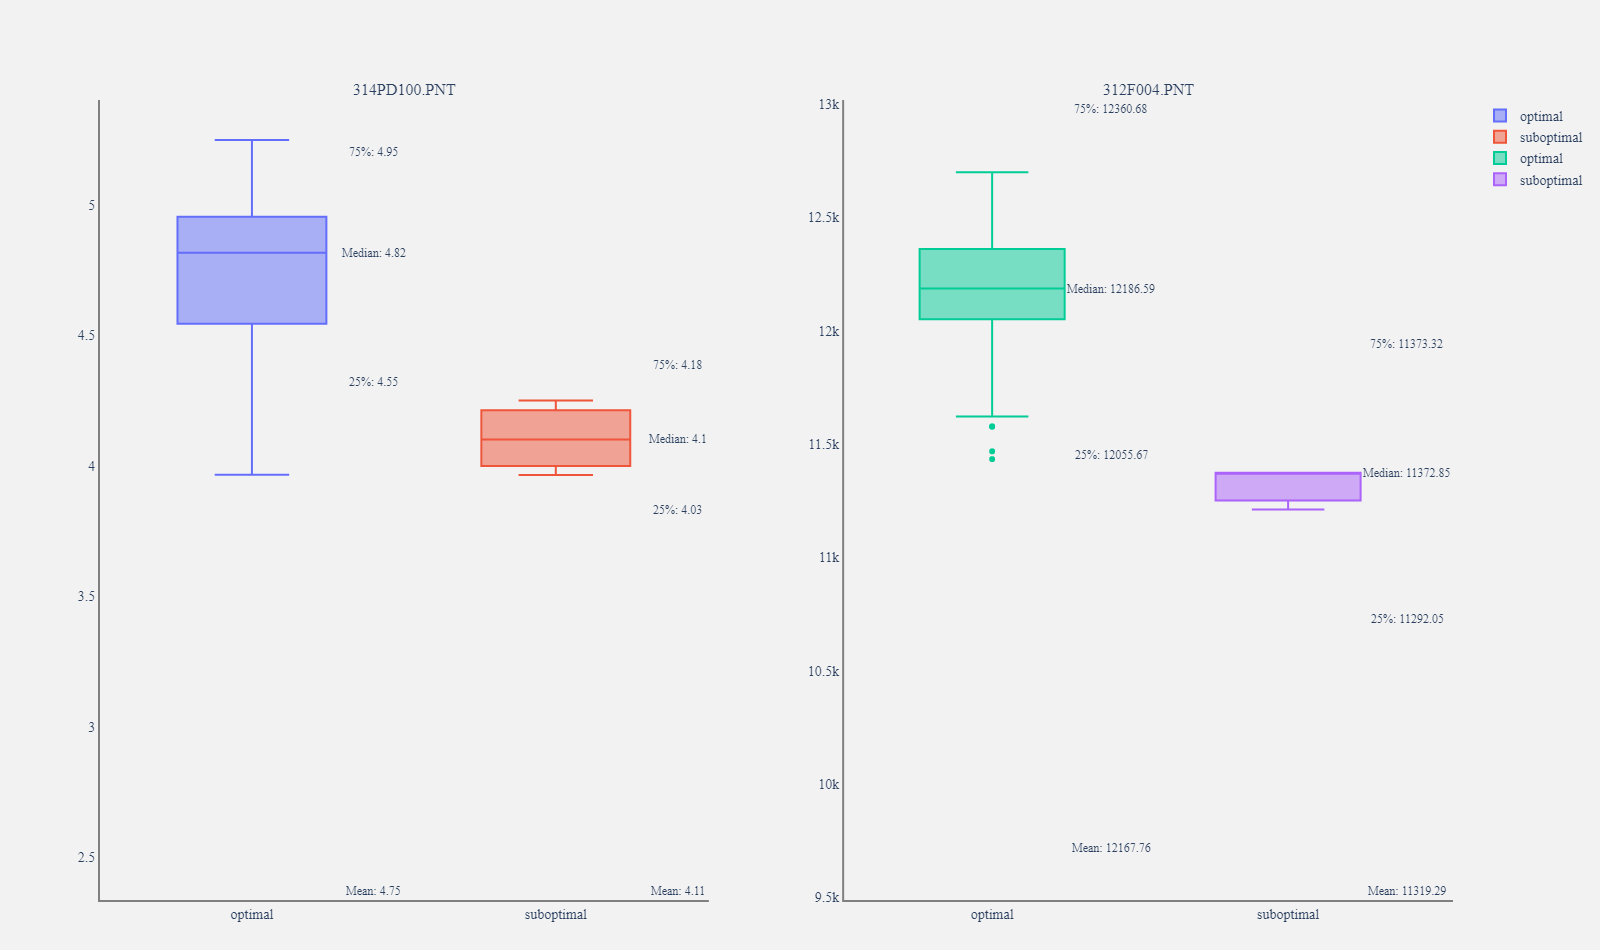 314PD100.PNT
75%: 4.95
5
Median: 4.82
4.5
75%: 4.18
25%: 4.55
Median: 4.1
4
25%: 4.03
3.5
3
2.5
Mean: 4.75
Mean: 4.11
optimal
suboptimal
312F004.PNT
13k
75%: 12360.68
12.5k
Median: 12186.59
12k
75%: 11373.32
11.5k
25%: 12055.67
Median: 11372.85
11k
25%: 11292.05
10.5k
10k
Mean: 12167.76
Mean: 11319.29
9.5k
optimal
suboptimal
optimal
suboptimal
optimal
suboptimal